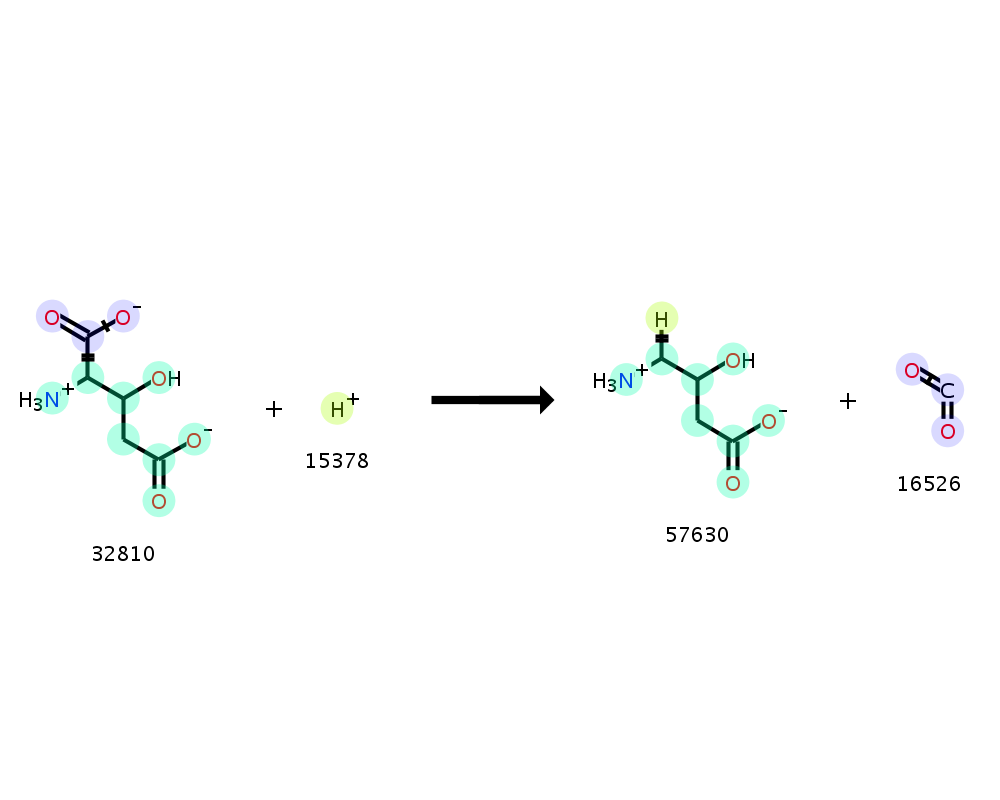 O O⁻
H
OH
O OH
H₃N⁺ + H⁺ H₃N⁺ + C
O⁻ O⁻ O
15378
O O 16526
32810 57630